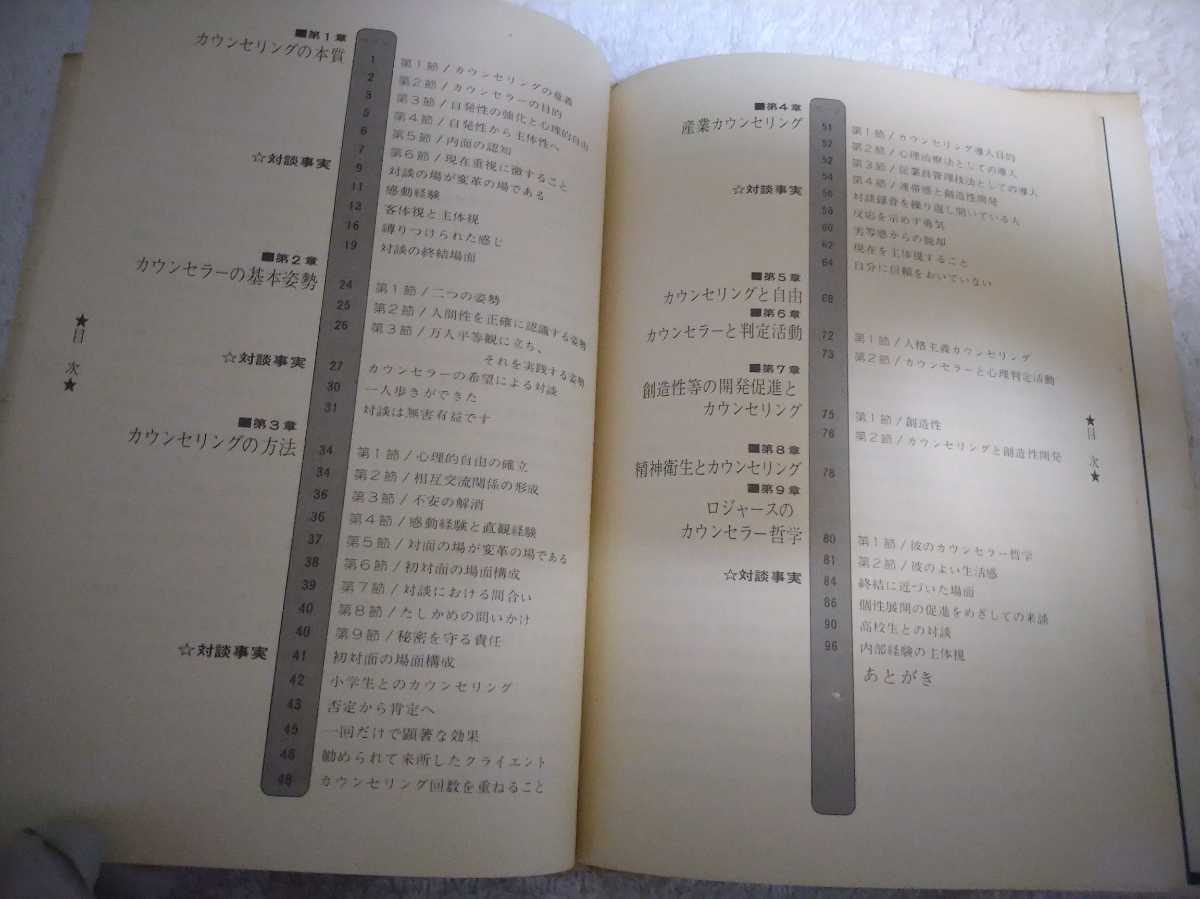 ★目 次★
■第1章
カウンセリングの本質
1 第1節/カウンセリングの意義
2 第2節/カウンセラーの目的
3 第3節/自発性の強化と心理的自由
5 第4節/自発性から主体性へ
6 第5節/内面の認知
7 第6節/現在重視に徹すること
☆対談事実
9 対談の場が変革の場である
11 感動経験
13 客体視と主体視
16 縛りつけられた感じ
19 対談の終結場面
■第2章
カウンセラーの基本姿勢
24 第1節/二つの姿勢
25 第2節/人間性を正確に認識する姿勢
26 第3節/万人平等観に立ち、
それを実践する姿勢
☆対談事実
27 カウンセラーの希望による対談
30 一人歩きができた
31 対談は無害有益です
■第3章
カウンセリングの方法
34 第1節/心理的自由の確立
34 第2節/相互交流関係の形成
36 第3節/不安の解消
36 第4節/感動経験と直観経験
37 第5節/対面の場が変革の場である
38 第6節/初対面の場面構成
39 第7節/対談における間合い
40 第8節/たしかめの問いかけ
40 第9節/秘密を守る責任
☆対談事実
41 初対面の場面構成
42 小学生とのカウンセリング
43 否定から肯定へ
45 一回だけで顕著な効果
46 勧められて来所したクライエント
48 カウンセリング回数を重ねること
■第4章
産業カウンセリング
51 第1節/カウンセリング導入目的
52 第2節/心理治療法としての導入
52 第3節/従業員管理技法としての導入
54 第4節/連帯感と創造性開発
☆対談事実
56 対談録音を繰り返し聞いている人
58 反応を示めす勇気
60 劣等感からの脱却
62 現在を主体視すること
64 自分に信頼をおいていない
■第5章
カウンセリングと自由
68
■第6章
カウンセラーと判定活動
72 第1節/人格主義カウンセリング
73 第2節/カウンセラーと心理判定活動
■第7章
創造性等の開発促進と
カウンセリング
75 第1節/創造性
76 第2節/カウンセリングと創造性開発
■第8章
精神衛生とカウンセリング
78
■第9章
ロジャースの
カウンセラー哲学
80 第1節/彼のカウンセラー哲学
81 第2節/彼のよい生活感
☆対談事実
84 終結に近づいた場面
86 個性展開の促進をめざしての来談
90 高校生との対談
96 内部経験の主体視
あとがき
★目 次★